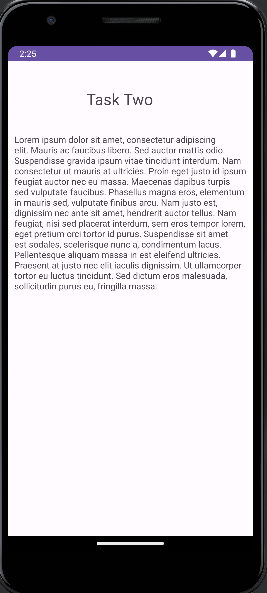 2:25
Task Two
Lorem ipsum dolor sit amet, consectetur adipiscing
elit. Mauris ac faucibus libero. Sed auctor mattis odio.
Suspendisse gravida ipsum vitae tincidunt interdum. Nam
consectetur ut mauris at ultricies. Proin eget justo id ipsum
feugiat auctor nec eu massa. Maecenas dapibus turpis
sed vulputate faucibus. Phasellus magna eros, elementum
in mauris sed, vulputate finibus arcu. Nam ex justo,
dignissim nec ante sit amet, hendrerit auctor tellus. Nam
feugiat, nisi sed placerat interdum, sem eros tempor lorem,
eget pretium orci tortor id purus. Suspendisse sit amet
est sodales, scelerisque nunc a, condimentum lacus.
Pellentesque aliquam massa in est eleifend ultricies.
Praesent at justo nec elit iaculis dignissim. Ut ullamcorper
tortor eu luctus tincidunt. Sed dictum eros malesuada,
sollicitudin purus eu, fringilla massa.